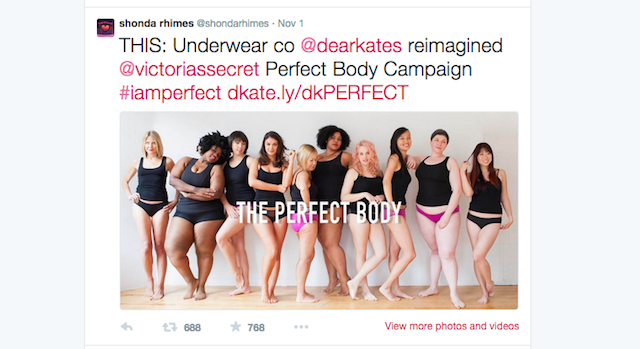 shonda rhimes @shondarhimes · Nov 1
THIS: Underwear co @dearkates reimagined
@victoriassecret Perfect Body Campaign
#iamperfect dkate.ly/dkPERFECT
THE PERFECT BODY
688 768 View more photos and videos